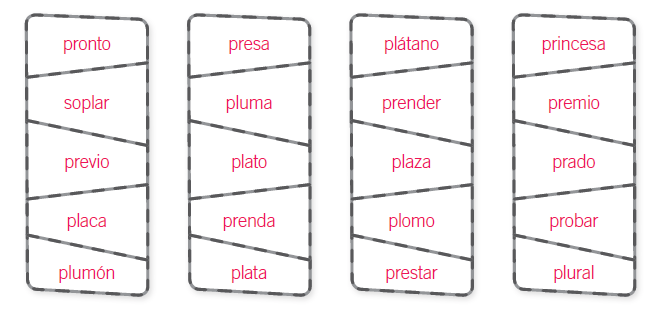 pronto
soplar
previo
placa
plumón
presa
pluma
plato
prenda
plata
plátano
prender
plaza
plomo
prestar
princesa
premio
prado
probar
plural